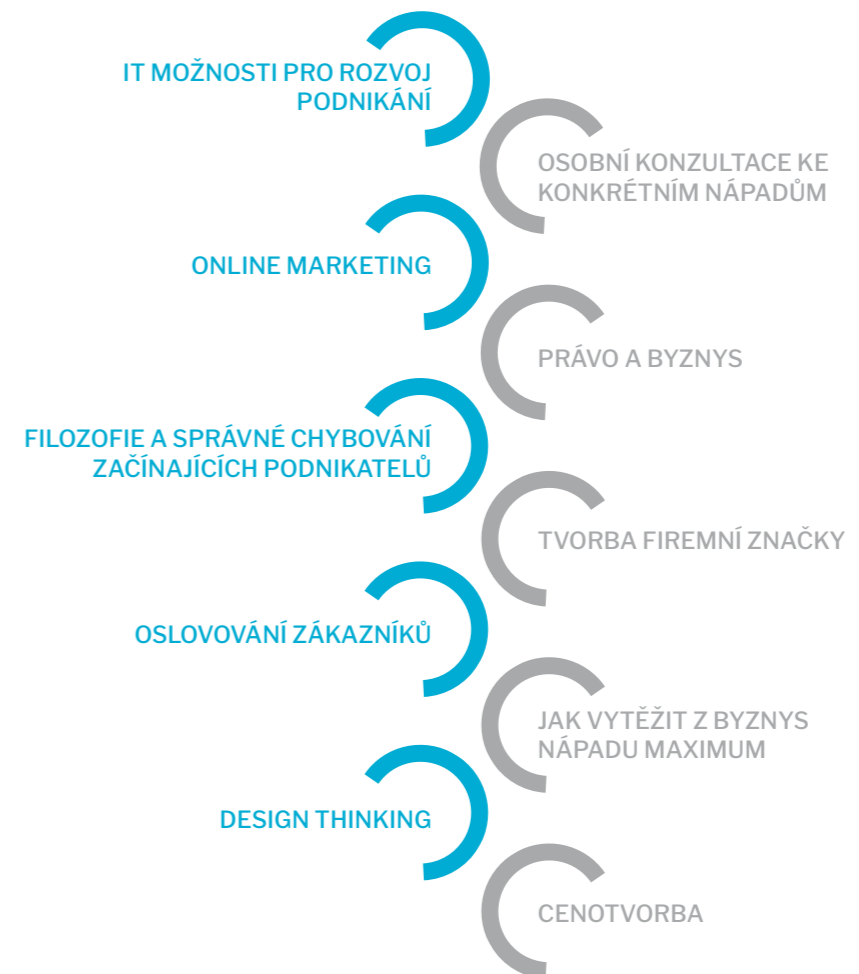 IT MOŽNOSTI PRO ROZVOJ
PODNIKÁNÍ
OSOBNÍ KONZULTACE KE
KONKRÉTNÍM NÁPADŮM
ONLINE MARKETING
PRÁVO A BYZNYS
FILOZOFIE A SPRÁVNÉ CHYBOVÁNÍ
ZAČÍNAJÍCÍCH PODNIKATELŮ
TVORBA FIREMNÍ ZNAČKY
OSLOVOVÁNÍ ZÁKAZNÍKŮ
JAK VYTĚŽIT Z BYZNYS
NÁPADU MAXIMUM
DESIGN THINKING
CENOTVORBA